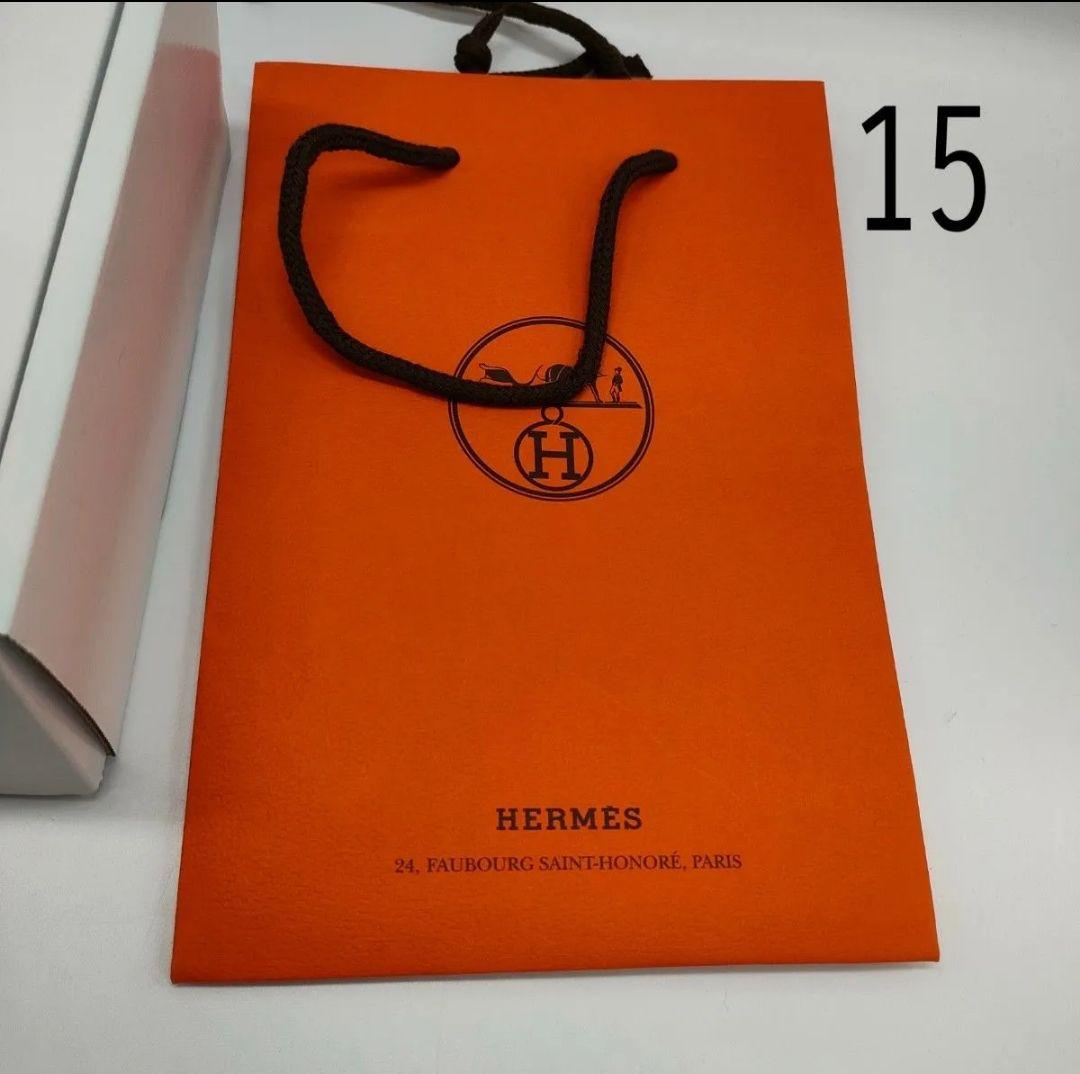 15
H
HERMÈS
24, FAUBOURG SAINT-HONORÉ, PARIS